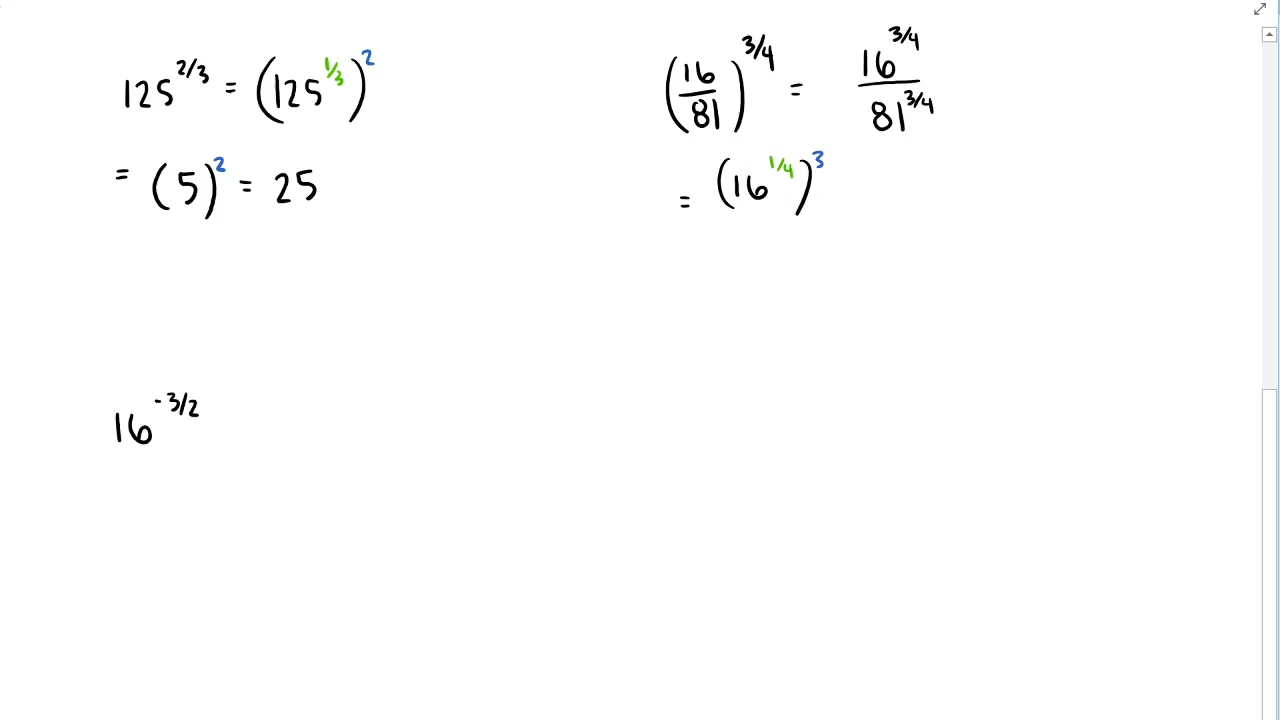 125^{2/3} = (125^{1/3})^2
= (5)^2 = 25
(16/81)^{3/4} = 16^{3/4}/81^{3/4}
= (16^{1/4})^3
16^{-3/2}